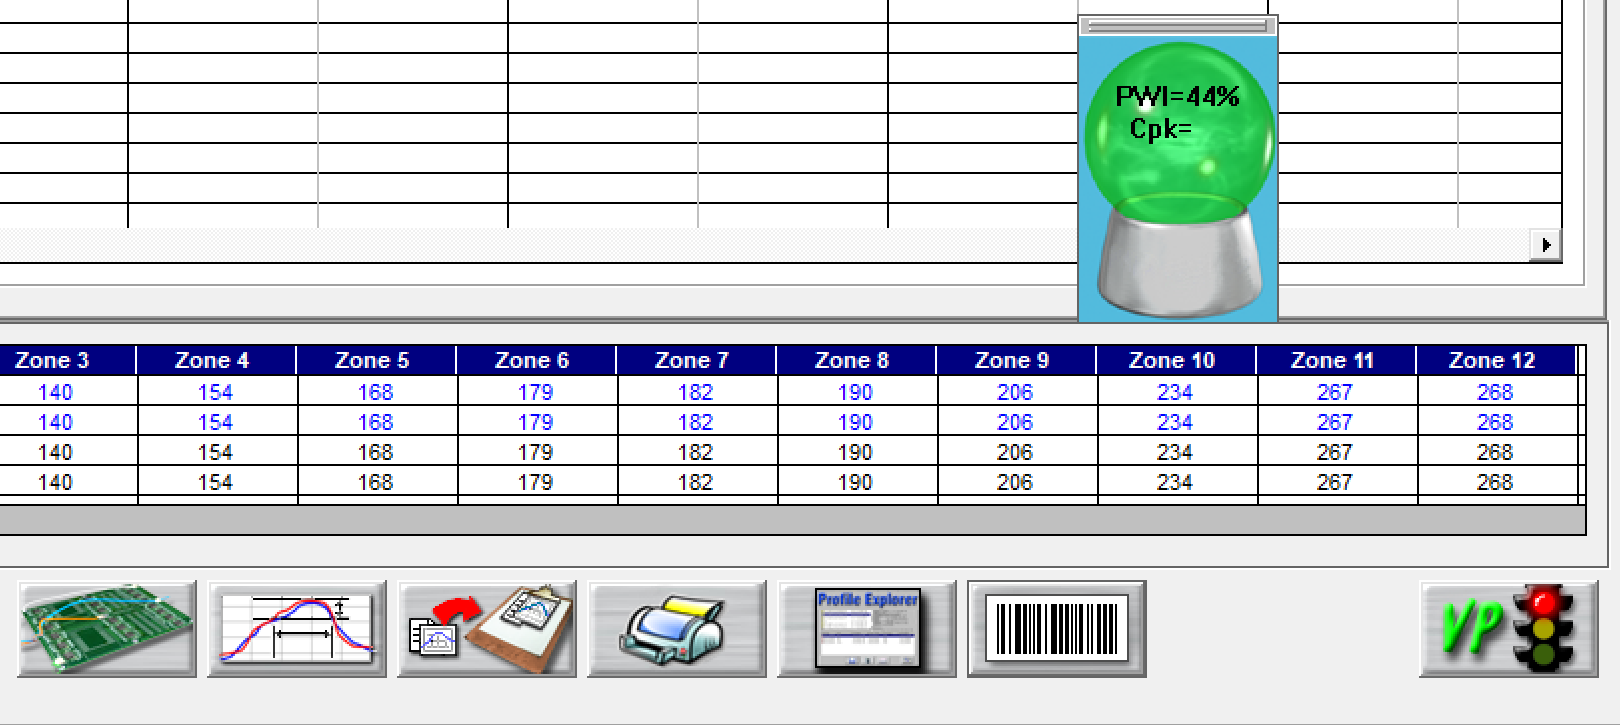 PWI=44%
Cpk=
Zone 3 Zone 4 Zone 5 Zone 6 Zone 7 Zone 8 Zone 9 Zone 10 Zone 11 Zone 12
140 154 168 179 182 190 206 234 267 268
140 154 168 179 182 190 206 234 267 268
140 154 168 179 182 190 206 234 267 268
140 154 168 179 182 190 206 234 267 268
Profile Explorer
VP